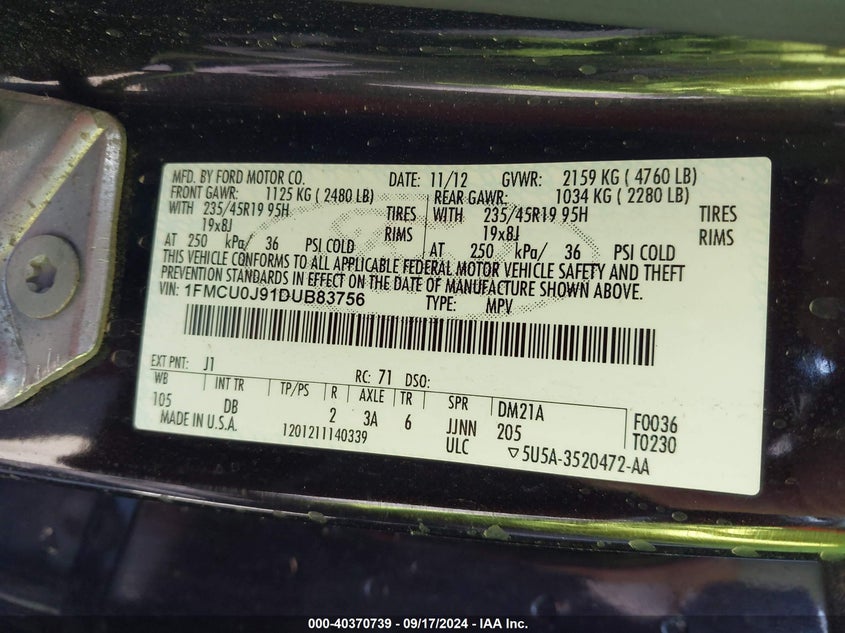 MFD. BY FORD MOTOR CO. DATE: 11/12 GVWR: 2159 KG ( 4760 LB)
FRONT GAWR: 1125 KG ( 2480 LB) REAR GAWR: 1034 KG ( 2280 LB)
WITH 235/45R19 95H TIRES WITH 235/45R19 95H TIRES
19x8J RIMS 19x8J RIMS
AT 250 kPa/ 36 PSI COLD AT 250 kPa/ 36 PSI COLD
THIS VEHICLE CONFORMS TO ALL APPLICABLE FEDERAL MOTOR VEHICLE SAFETY AND THEFT
PREVENTION STANDARDS IN EFFECT ON THE DATE OF MANUFACTURE SHOWN ABOVE.
VIN: 1FMCU0J91DUB83756 TYPE: MPV
EXT PNT: J1 RC: 71 DSO:
WB INT TR TP/PS R AXLE TR SPR DM21A F0036
105 DB 2 3A 6 JJNN 205 T0230
MADE IN U.S.A. 1201211140339 ULC ▽5U5A-3520472-AA
000-40370739 - 09/17/2024 - IAA Inc.